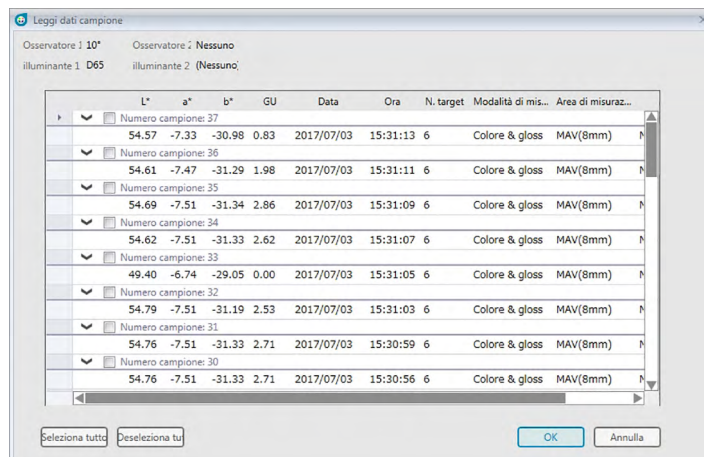 Leggi dati campione
Osservatore 1 10° Osservatore 2 Nessuno
illuminante 1 D65 illuminante 2 (Nessuno)
L* a* b* GU Data Ora N. target Modalità di mis... Area di misuraz...
Numero campione: 37
54.57 -7.33 -30.98 0.83 2017/07/03 15:31:13 6 Colore & gloss MAV(8mm)
Numero campione: 36
54.61 -7.47 -31.29 1.98 2017/07/03 15:31:11 6 Colore & gloss MAV(8mm)
Numero campione: 35
54.69 -7.51 -31.34 2.86 2017/07/03 15:31:09 6 Colore & gloss MAV(8mm)
Numero campione: 34
54.62 -7.51 -31.33 2.62 2017/07/03 15:31:07 6 Colore & gloss MAV(8mm)
Numero campione: 33
49.40 -6.74 -29.05 0.00 2017/07/03 15:31:05 6 Colore & gloss MAV(8mm)
Numero campione: 32
54.79 -7.51 -31.19 2.53 2017/07/03 15:31:03 6 Colore & gloss MAV(8mm)
Numero campione: 31
54.76 -7.51 -31.33 2.71 2017/07/03 15:30:59 6 Colore & gloss MAV(8mm)
Numero campione: 30
54.76 -7.51 -31.33 2.71 2017/07/03 15:30:56 6 Colore & gloss MAV(8mm)
Seleziona tutto Deseleziona tut OK Annulla